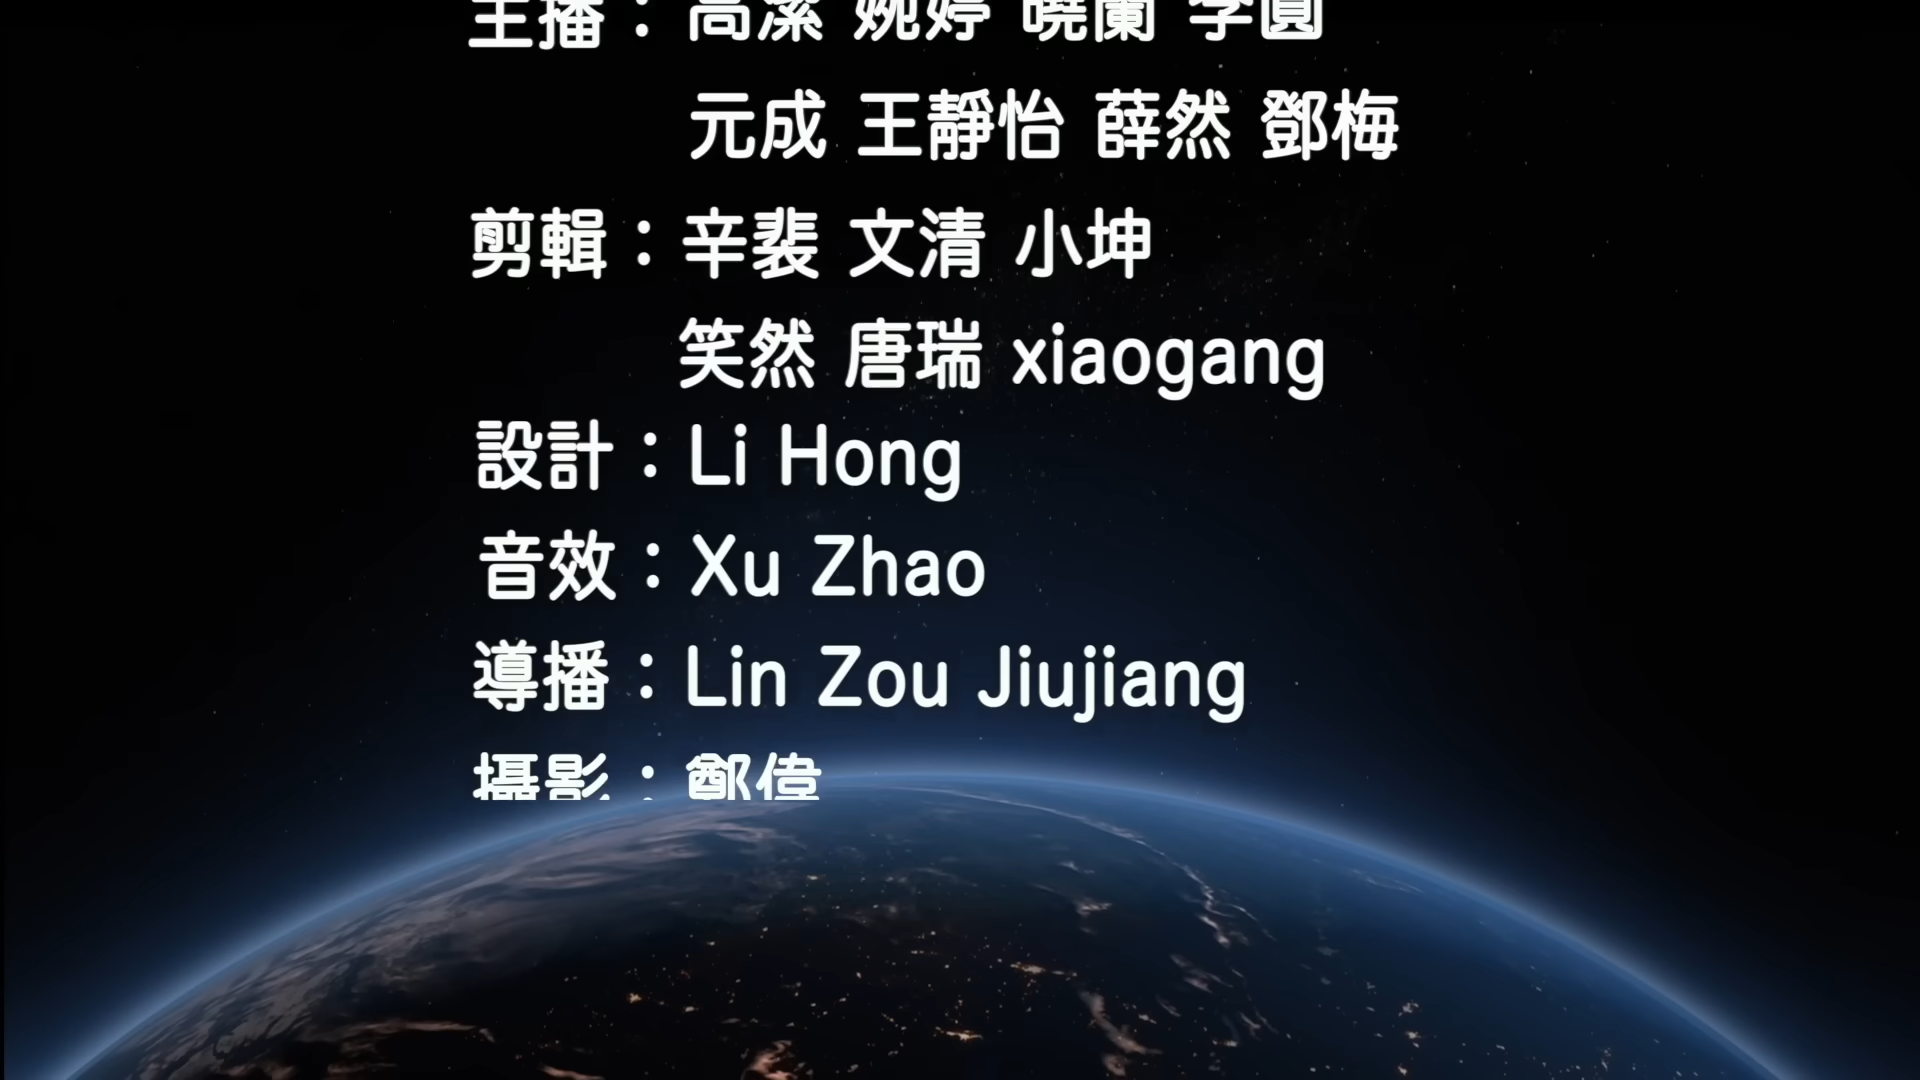 主播：高潔 婉婷 曉蘭 李圓
元成 王靜怡 薛然 鄧梅
剪輯：辛裴 文清 小坤
笑然 唐瑞 xiaogang
設計：Li Hong
音效：Xu Zhao
導播：Lin Zou Jiujiang
攝影：鄭偉